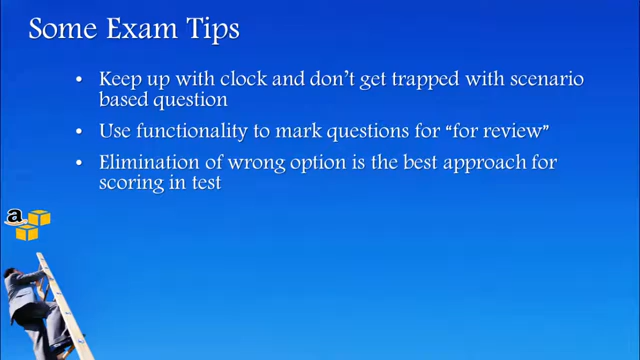 Some Exam Tips
• Keep up with clock and don't get trapped with scenario
based question
• Use functionality to mark questions for "for review"
• Elimination of wrong option is the best approach for
scoring in test
a